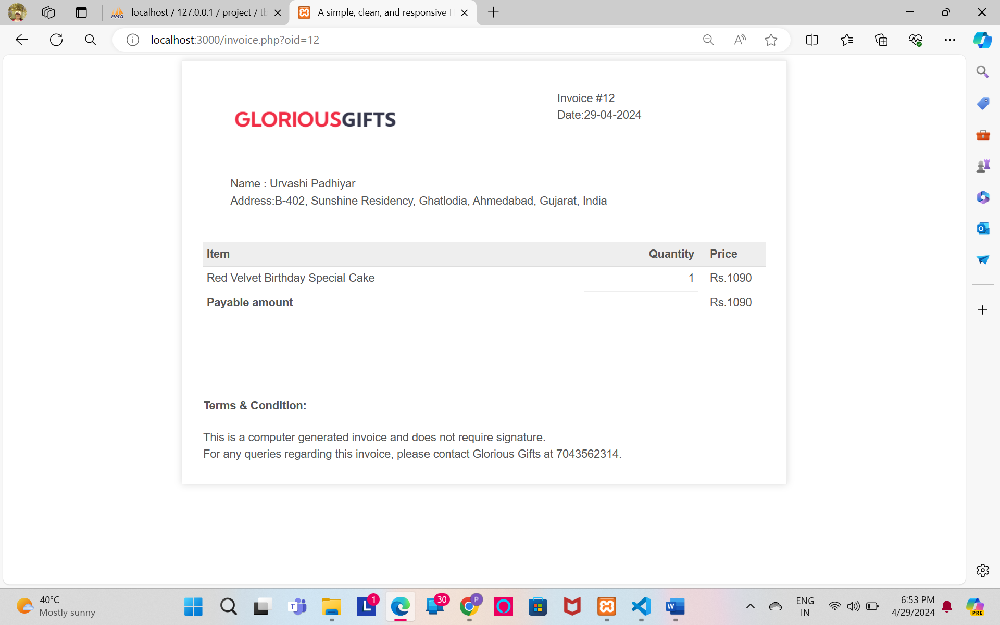 localhost / 127.0.0.1 / project / tb
A simple, clean, and responsive H
localhost:3000/invoice.php?oid=12
GLORIOUSGIFTS
Invoice #12
Date:29-04-2024
Name : Urvashi Padhiyar
Address:B-402, Sunshine Residency, Ghatlodia, Ahmedabad, Gujarat, India
Item Quantity Price
Red Velvet Birthday Special Cake 1 Rs.1090
Payable amount Rs.1090
Terms & Condition:
This is a computer generated invoice and does not require signature.
For any queries regarding this invoice, please contact Glorious Gifts at 7043562314.
40°C
Mostly sunny
1
30
P
ENG
IN
6:53 PM
4/29/2024
PRE